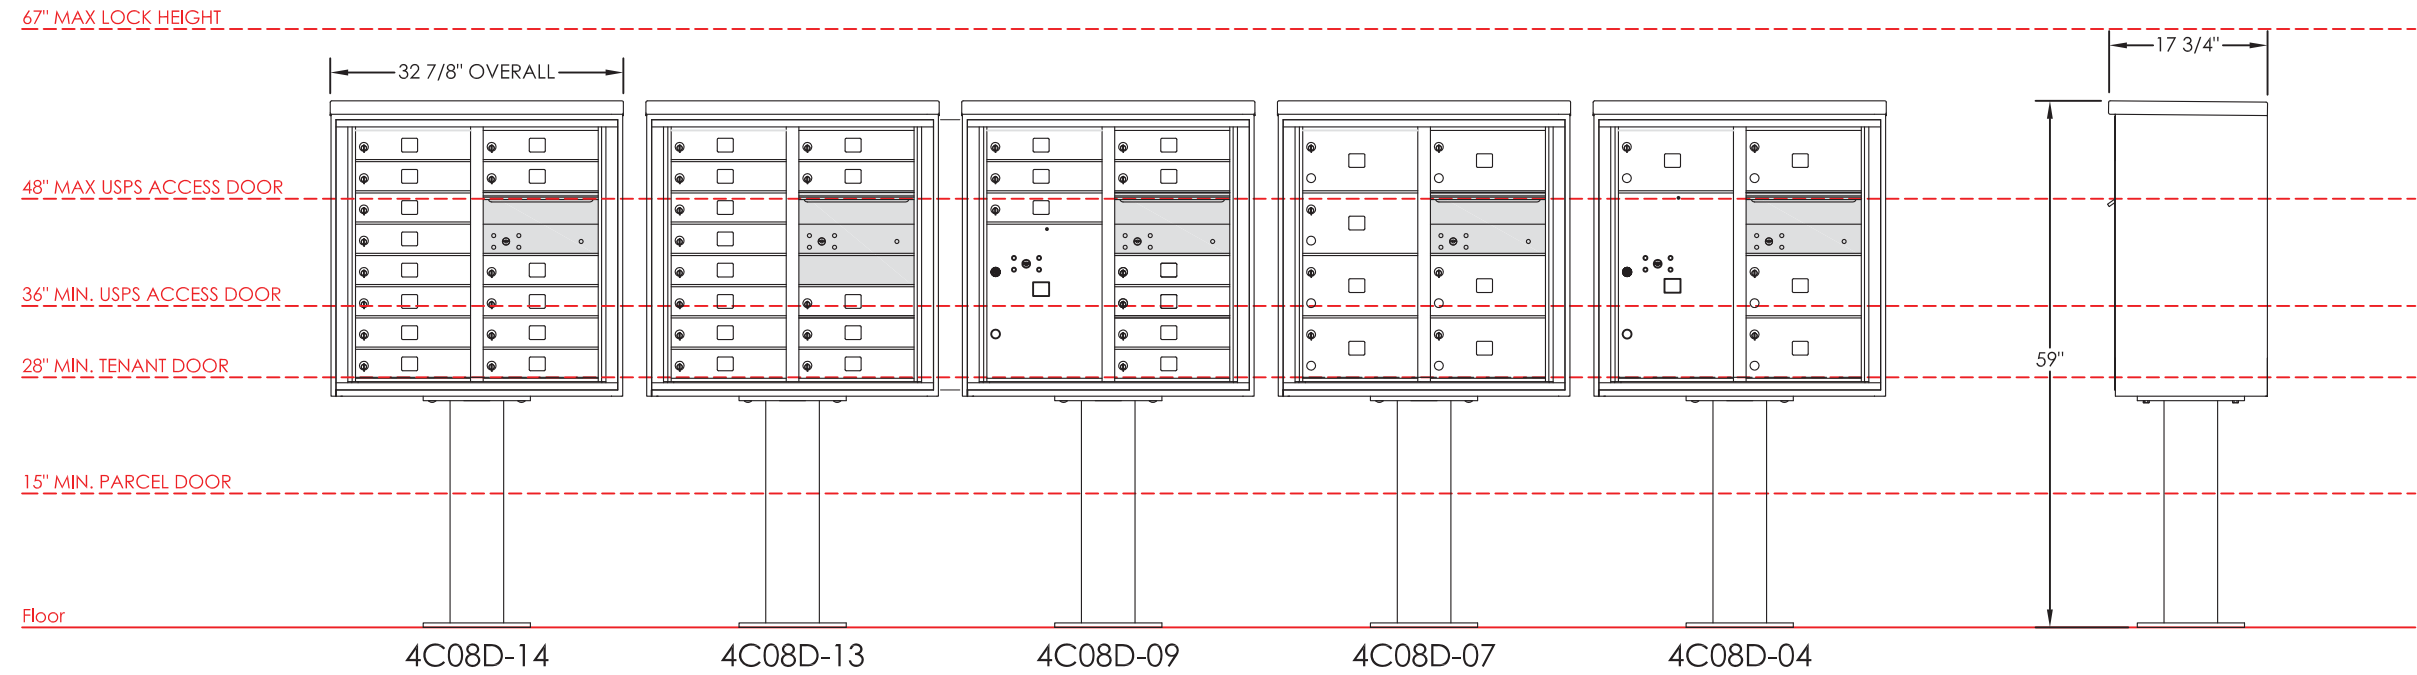 67" MAX LOCK HEIGHT
17 3/4"
32 7/8" OVERALL
48" MAX USPS ACCESS DOOR
36" MIN. USPS ACCESS DOOR
28" MIN. TENANT DOOR
59"
15" MIN. PARCEL DOOR
Floor
4C08D-14
4C08D-13
4C08D-09
4C08D-07
4C08D-04